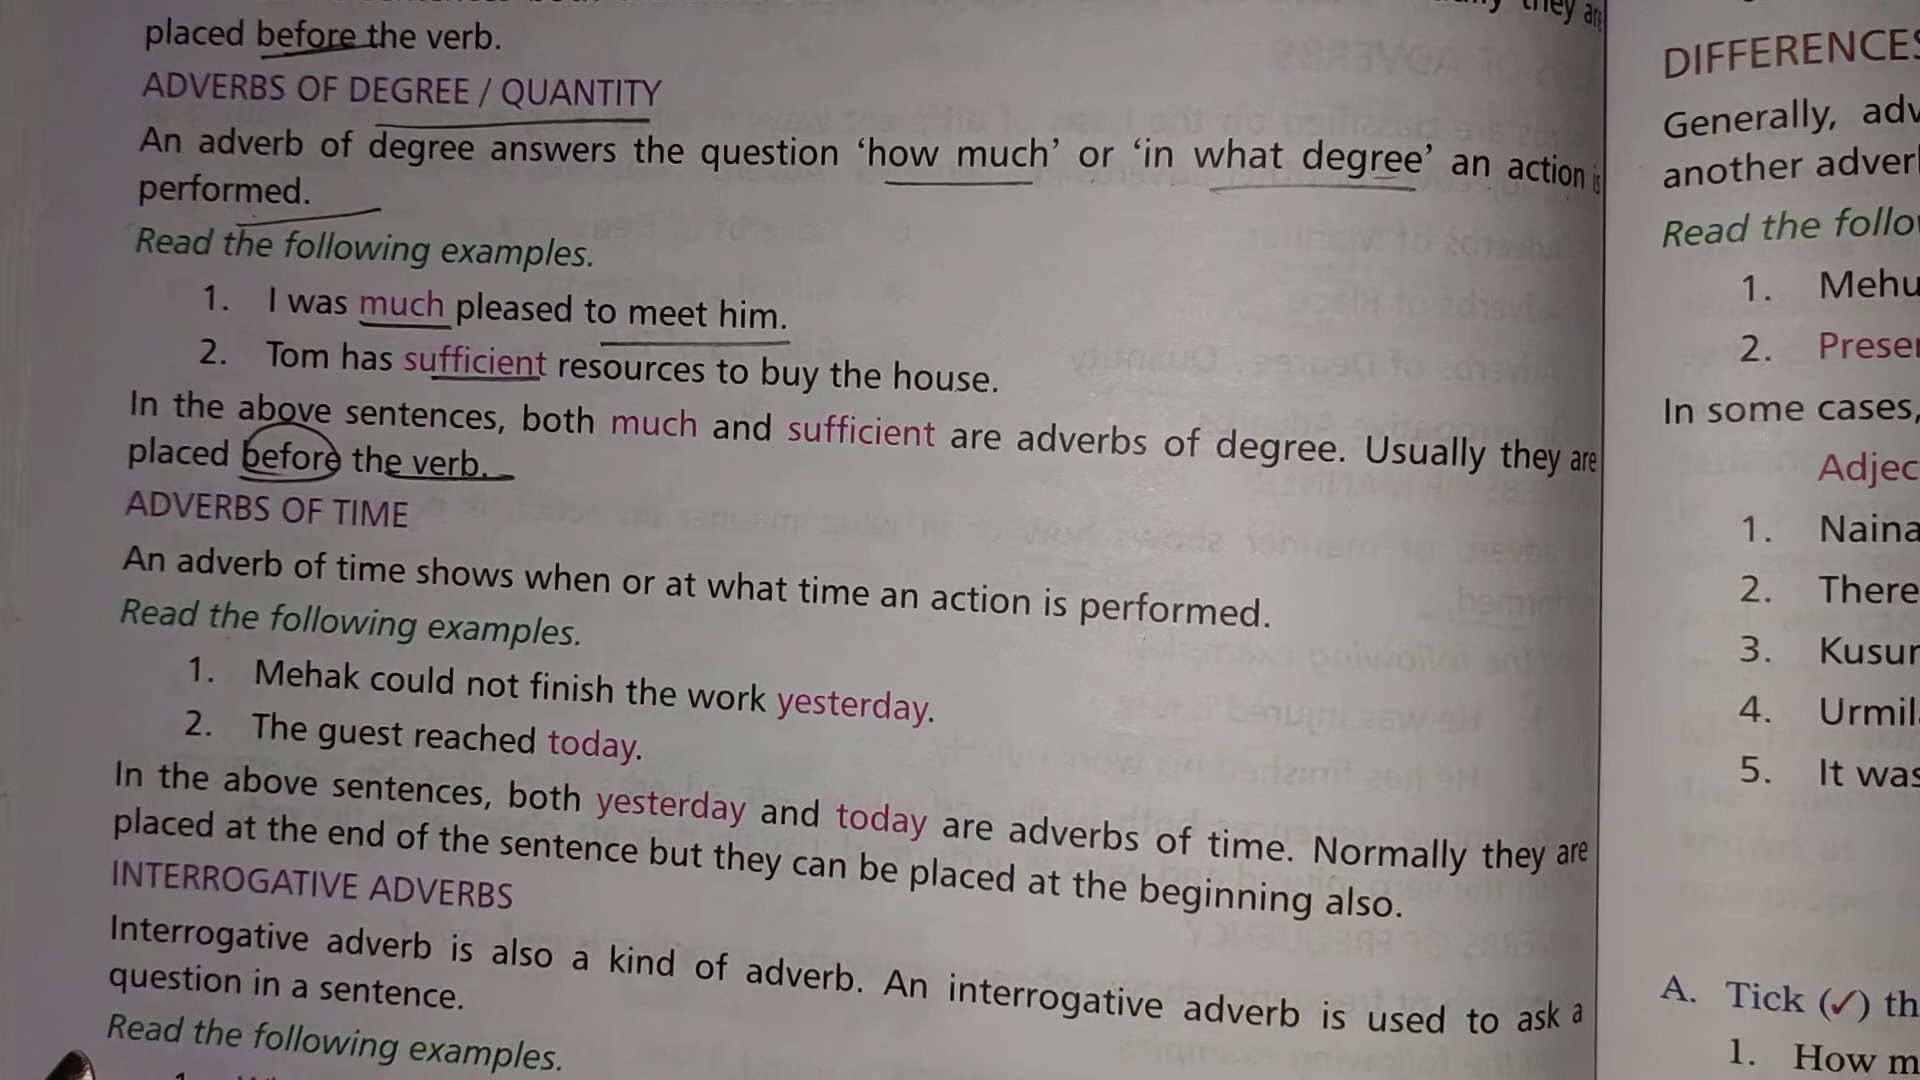 placed before the verb.
ADVERBS OF DEGREE / QUANTITY
An adverb of degree answers the question ‘how much’ or ‘in what degree’ an action is
performed.
Read the following examples.
1. I was much pleased to meet him.
2. Tom has sufficient resources to buy the house.
In the above sentences, both much and sufficient are adverbs of degree. Usually they are
placed before the verb.
ADVERBS OF TIME
An adverb of time shows when or at what time an action is performed.
Read the following examples.
1. Mehak could not finish the work yesterday.
2. The guest reached today.
In the above sentences, both yesterday and today are adverbs of time. Normally they are
placed at the end of the sentence but they can be placed at the beginning also.
INTERROGATIVE ADVERBS
Interrogative adverb is also a kind of adverb. An interrogative adverb is used to ask a
question in a sentence.
Read the following examples.
DIFFERENCES
Generally, adv
another adver
Read the follo
1. Mehu
2. Prese
In some cases,
Adjec
1. Naina
2. There
3. Kusu
4. Urmil
5. It was
A. Tick (✓) th
1. How m